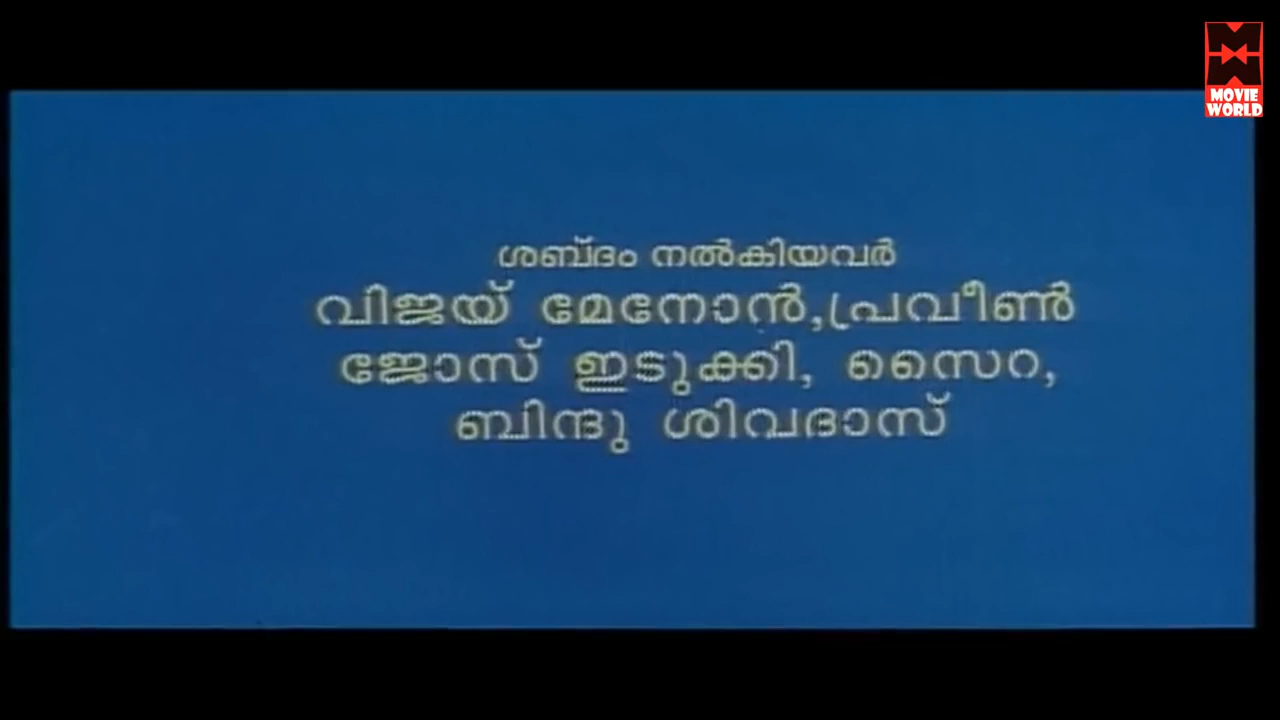 MOVIE
WORLD
ശബ്ദം നൽകിയവർ
വിജയ് മേനോൻ,പ്രവീൺ
ജോസ് ഇടുക്കി, സൈറ,
ബിന്ദു ശിവദാസ്